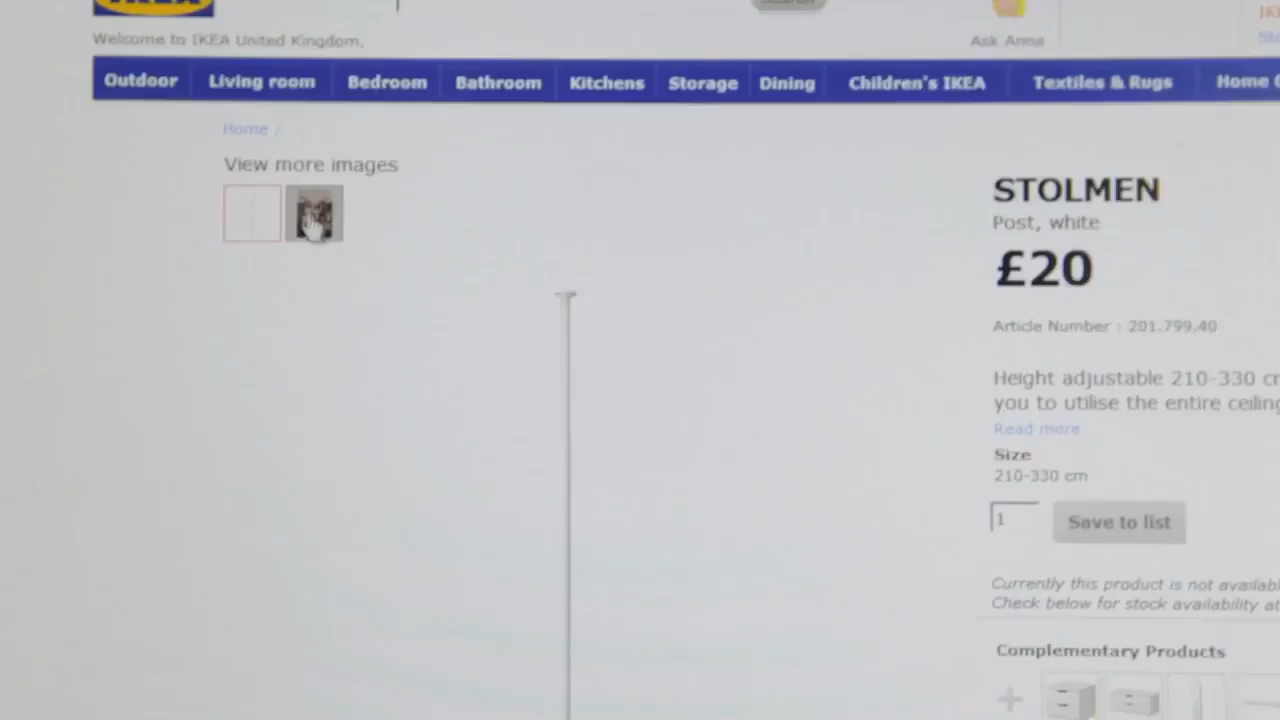 IKEA
Welcome to IKEA United Kingdom.
Ask Anna
Outdoor
Living room
Bedroom
Bathroom
Kitchens
Storage
Dining
Children's IKEA
Textiles & Rugs
Home
Home /
View more images
STOLMEN
Post, white
£20
Article Number : 201.799.40
Height adjustable 210-330 cm
you to utilise the entire ceiling
Read more
Size
210-330 cm
1
Save to list
Currently this product is not availab
Check below for stock availability at
Complementary Products